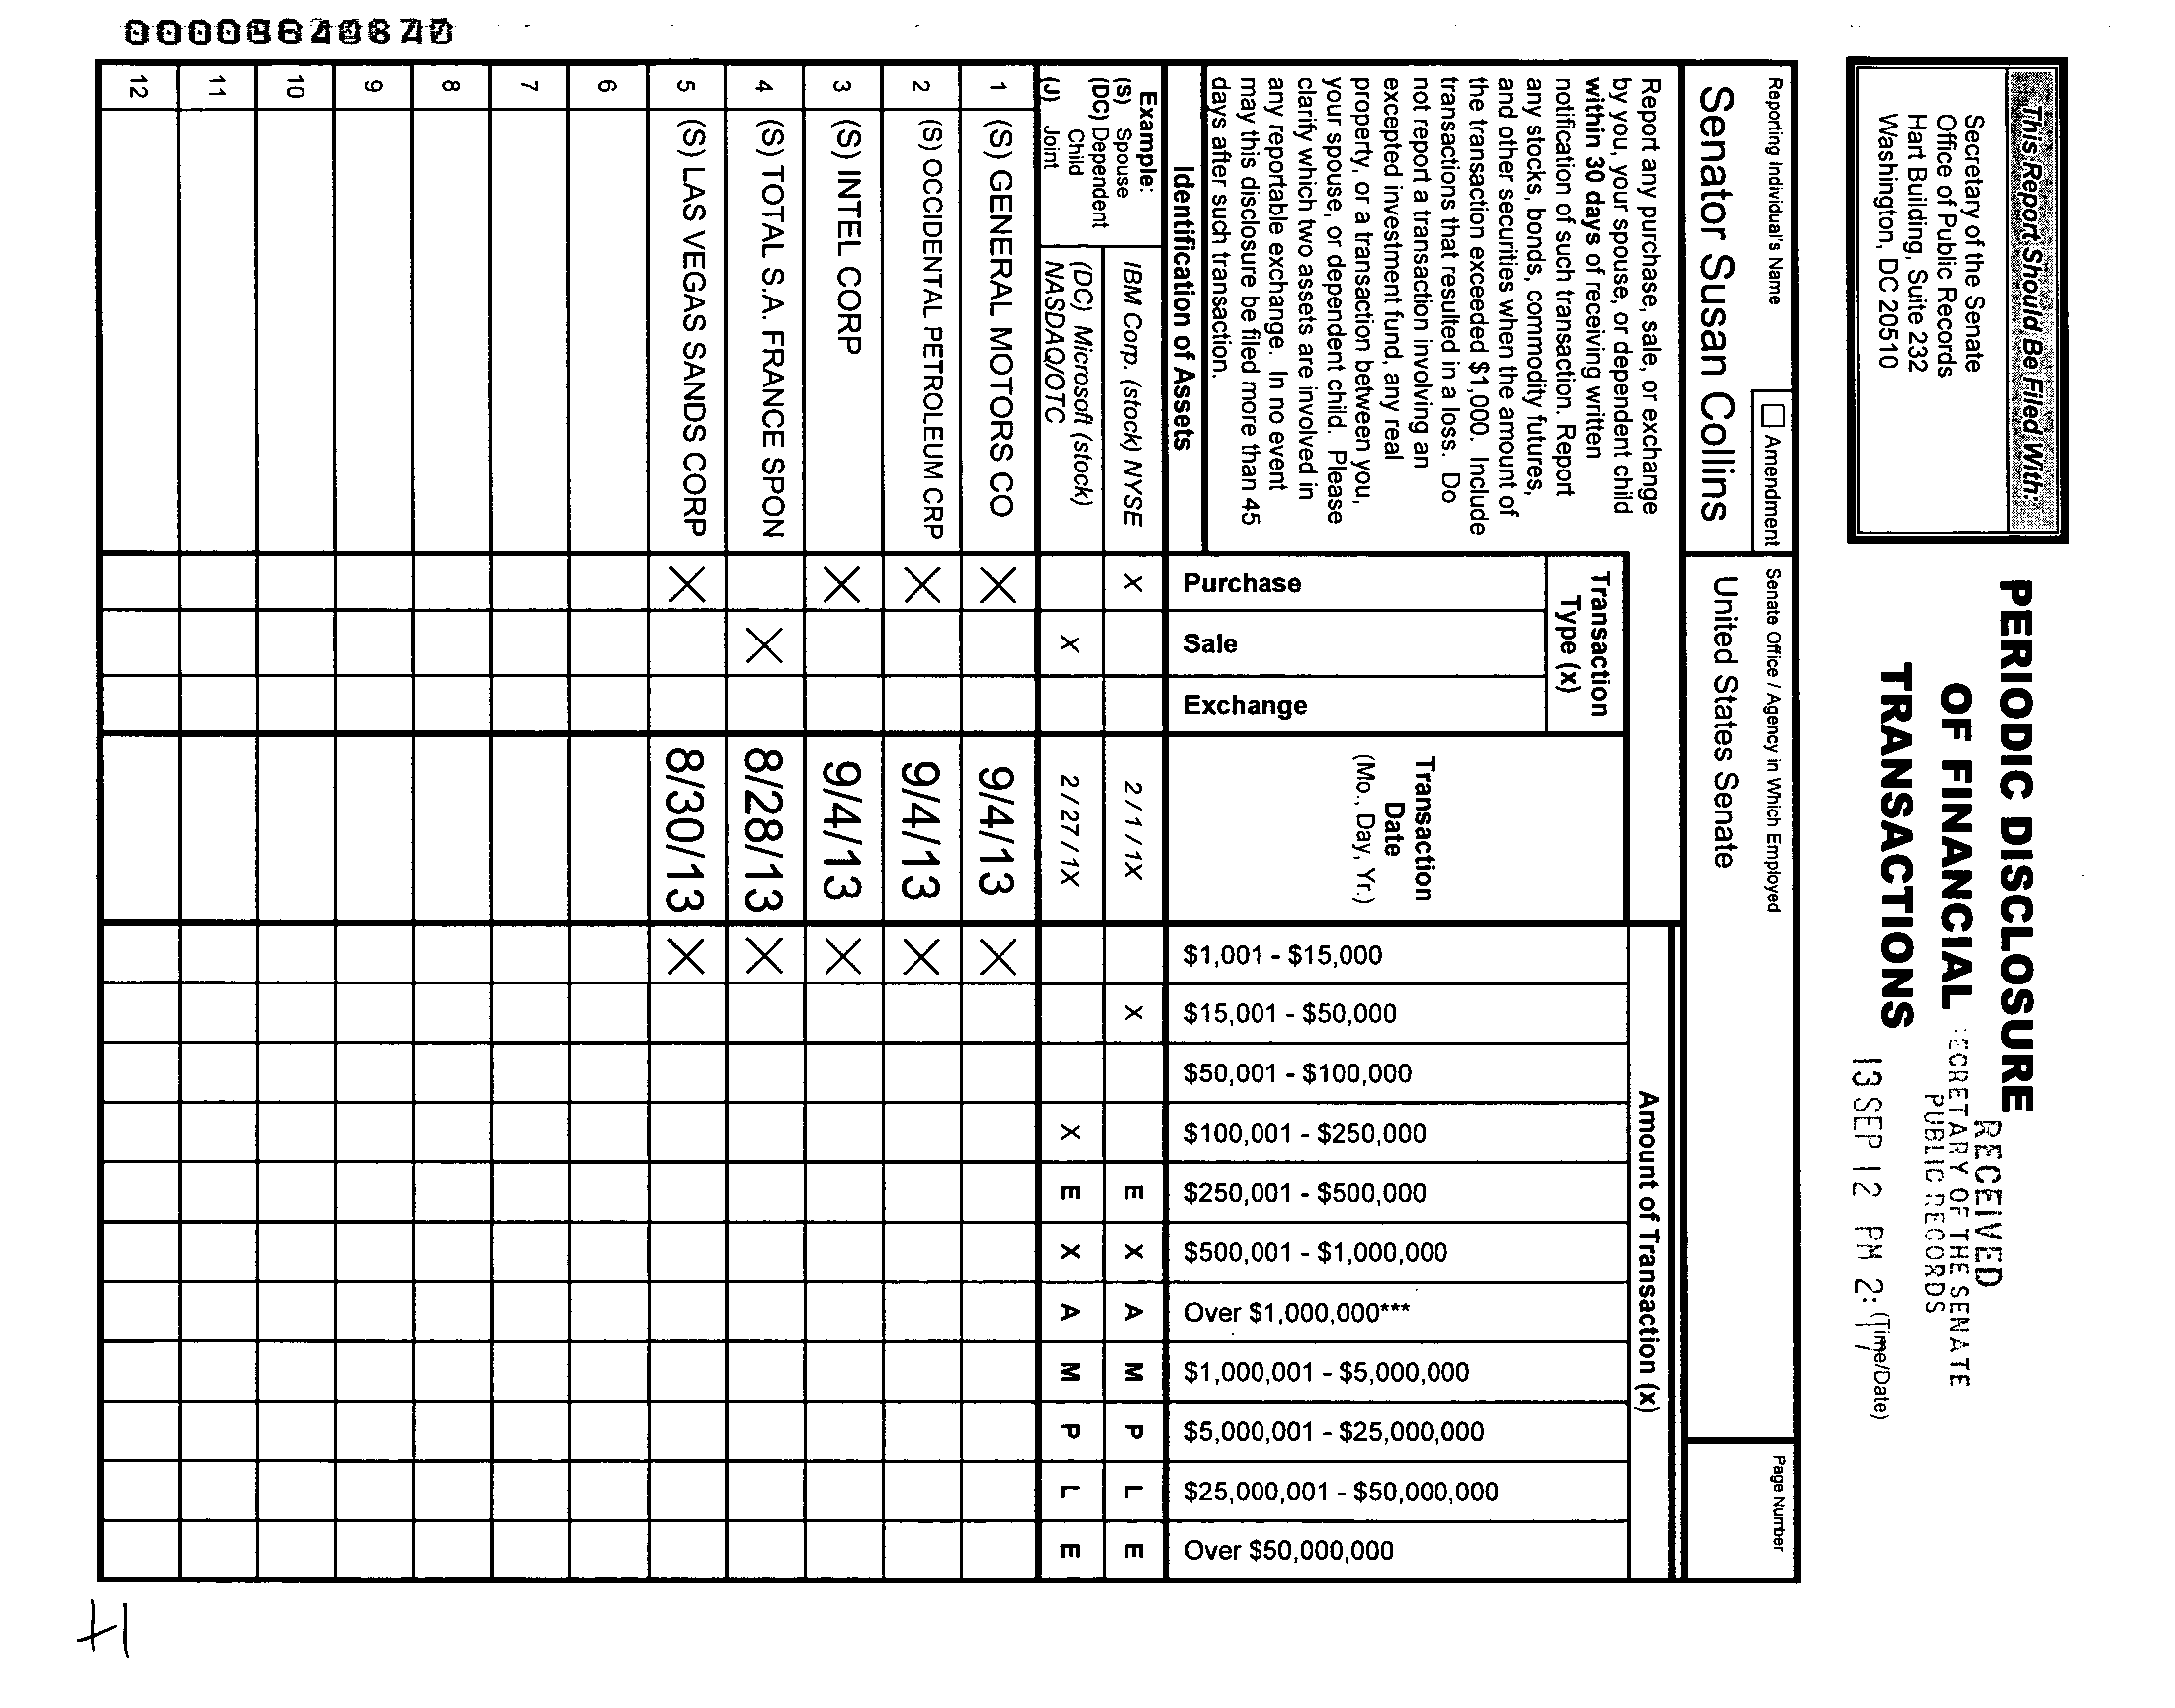 This Report Should Be Filed With:
Secretary of the Senate
Office of Public Records
Hart Building, Suite 232
Washington, DC 20510
PERIODIC DISCLOSURE
OF FINANCIAL
TRANSACTIONS
RECEIVED
ECRETARY OF THE SENATE
PUBLIC RECORDS
13 SEP 12 PM 2:
(Time/Date)
Reporting Individual's Name
Amendment
Senate Office / Agency in Which Employed
Page Number
Senator Susan Collins
United States Senate
Report any purchase, sale, or exchange
by you, your spouse, or dependent child
within 30 days of receiving written
notification of such transaction. Report
any stocks, bonds, commodity futures,
and other securities when the amount of
the transaction exceeded $1,000. Include
transactions that resulted in a loss. Do
not report a transaction involving an
excepted investment fund, any real
property, or a transaction between you,
your spouse, or dependent child. Please
clarify which two assets are involved in
any reportable exchange. In no event
may this disclosure be filed more than 45
days after such transaction.
Identification of Assets
Transaction
Type (x)
Purchase
Sale
Exchange
Transaction
Date
(Mo., Day, Yr.)
Amount of Transaction (x)
$1,001 - $15,000
$15,001 - $50,000
$50,001 - $100,000
$100,001 - $250,000
$250,001 - $500,000
$500,001 - $1,000,000
Over $1,000,000***
$1,000,001 - $5,000,000
$5,000,001 - $25,000,000
$25,000,001 - $50,000,000
Over $50,000,000
Example:
(S) Spouse
(DC) Dependent
Child
(J) Joint
IBM Corp. (stock) NYSE X 2 / 1 / 1X X E X A M P L E
(DC) Microsoft (stock)
NASDAQ/OTC X 2 / 27 / 1X X E X A M P L E
1 (S) GENERAL MOTORS CO X 9/4/13 X
2 (S) OCCIDENTAL PETROLEUM CRP X 9/4/13 X
3 (S) INTEL CORP X 9/4/13 X
4 (S) TOTAL S.A. FRANCE SPON X 8/28/13 X
5 (S) LAS VEGAS SANDS CORP X 8/30/13 X
6
7
8
9
10
11
12